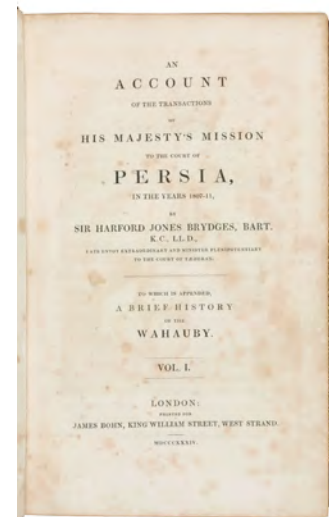 AN
ACCOUNT
OF THE TRANSACTIONS
OF
HIS MAJESTY'S MISSION
TO THE COURT OF
PERSIA,
IN THE YEARS 1807-11,
BY
SIR HARFORD JONES BRYDGES, BART.
K.C., LL.D.,
LATE ENVOY EXTRAORDINARY AND MINISTER PLENIPOTENTIARY
TO THE COURT OF TEHERAN.
TO WHICH IS APPENDED,
A BRIEF HISTORY
OF THE
WAHAUBY.
VOL. I.
LONDON:
PRINTED FOR
JAMES BOHN, KING WILLIAM STREET, WEST STRAND.
MDCCCXXXIV.